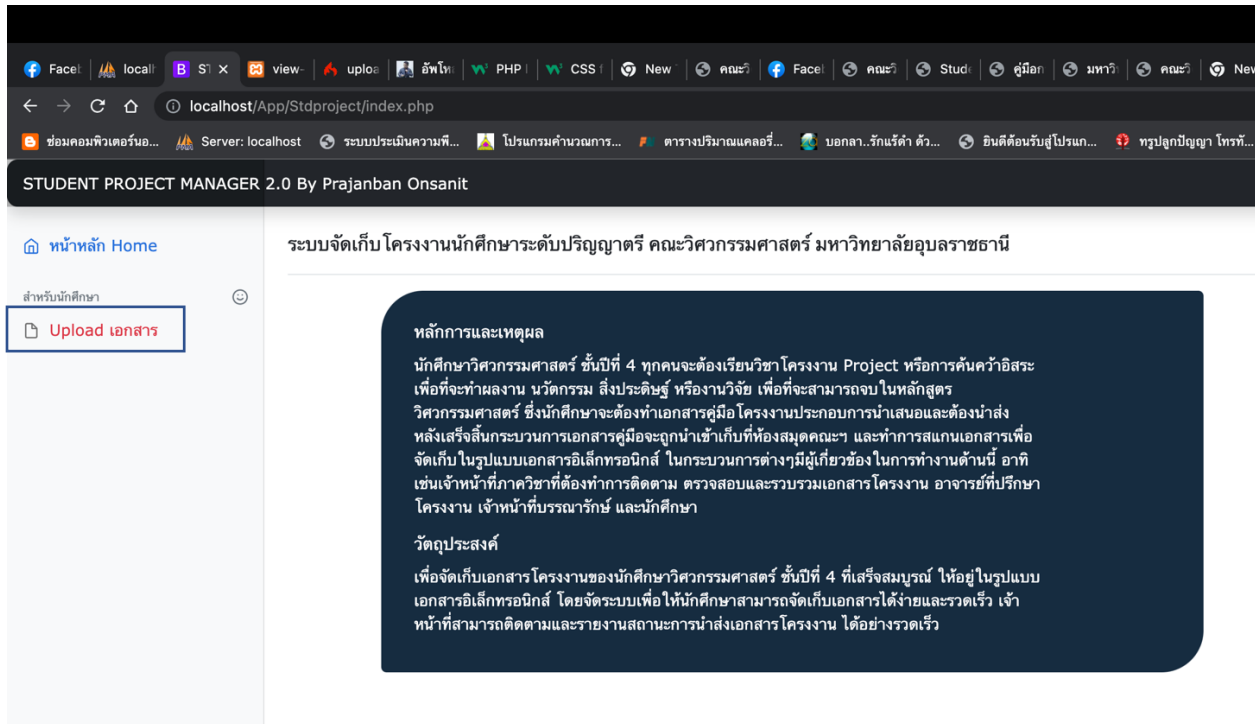 Facel localh ST view- uploa อัพโห PHP CSS f New คณะวิ Facel คณะวิ Stude คู่มือก มหาวิ คณะวิ New
localhost/App/Stdproject/index.php
ซ่อมคอมพิวเตอร์นอ... Server: localhost ระบบประเมินความพึ... โปรแกรมคำนวณการ... ตารางปริมาณแคลอรี่... บอกลา..รักแร้ดำ ด้ว... ยินดีต้อนรับสู่โปรแก... ทรูปลูกปัญญา โทรทั...
STUDENT PROJECT MANAGER 2.0 By Prajanban Onsanit
หน้าหลัก Home
ระบบจัดเก็บโครงงานนักศึกษาระดับปริญญาตรี คณะวิศวกรรมศาสตร์ มหาวิทยาลัยอุบลราชธานี
สำหรับนักศึกษา
Upload เอกสาร
หลักการและเหตุผล
นักศึกษาวิศวกรรมศาสตร์ ชั้นปีที่ 4 ทุกคนจะต้องเรียนวิชาโครงงาน Project หรือการค้นคว้าอิสระ
เพื่อที่จะทำผลงาน นวัตกรรม สิ่งประดิษฐ์ หรืองานวิจัย เพื่อที่จะสามารถจบในหลักสูตร
วิศวกรรมศาสตร์ ซึ่งนักศึกษาจะต้องทำเอกสารคู่มือโครงงานประกอบการนำเสนอและต้องนำส่ง
หลังเสร็จสิ้นกระบวนการเอกสารคู่มือจะถูกนำเข้าเก็บที่ห้องสมุดคณะฯ และทำการสแกนเอกสารเพื่อ
จัดเก็บในรูปแบบเอกสารอิเล็กทรอนิกส์ ในกระบวนการต่างๆมีผู้เกี่ยวข้องในการทำงานด้านนี้ อาทิ
เช่นเจ้าหน้าที่ภาควิชาที่ต้องทำการติดตาม ตรวจสอบและรวบรวมเอกสารโครงงาน อาจารย์ที่ปรึกษา
โครงงาน เจ้าหน้าที่บรรณารักษ์ และนักศึกษา
วัตถุประสงค์
เพื่อจัดเก็บเอกสารโครงงานของนักศึกษาวิศวกรรมศาสตร์ ชั้นปีที่ 4 ที่เสร็จสมบูรณ์ ให้อยู่ในรูปแบบ
เอกสารอิเล็กทรอนิกส์ โดยจัดระบบเพื่อให้นักศึกษาสามารถจัดเก็บเอกสารได้ง่ายและรวดเร็ว เจ้า
หน้าที่สามารถติดตามและรายงานสถานะการนำส่งเอกสารโครงงาน ได้อย่างรวดเร็ว